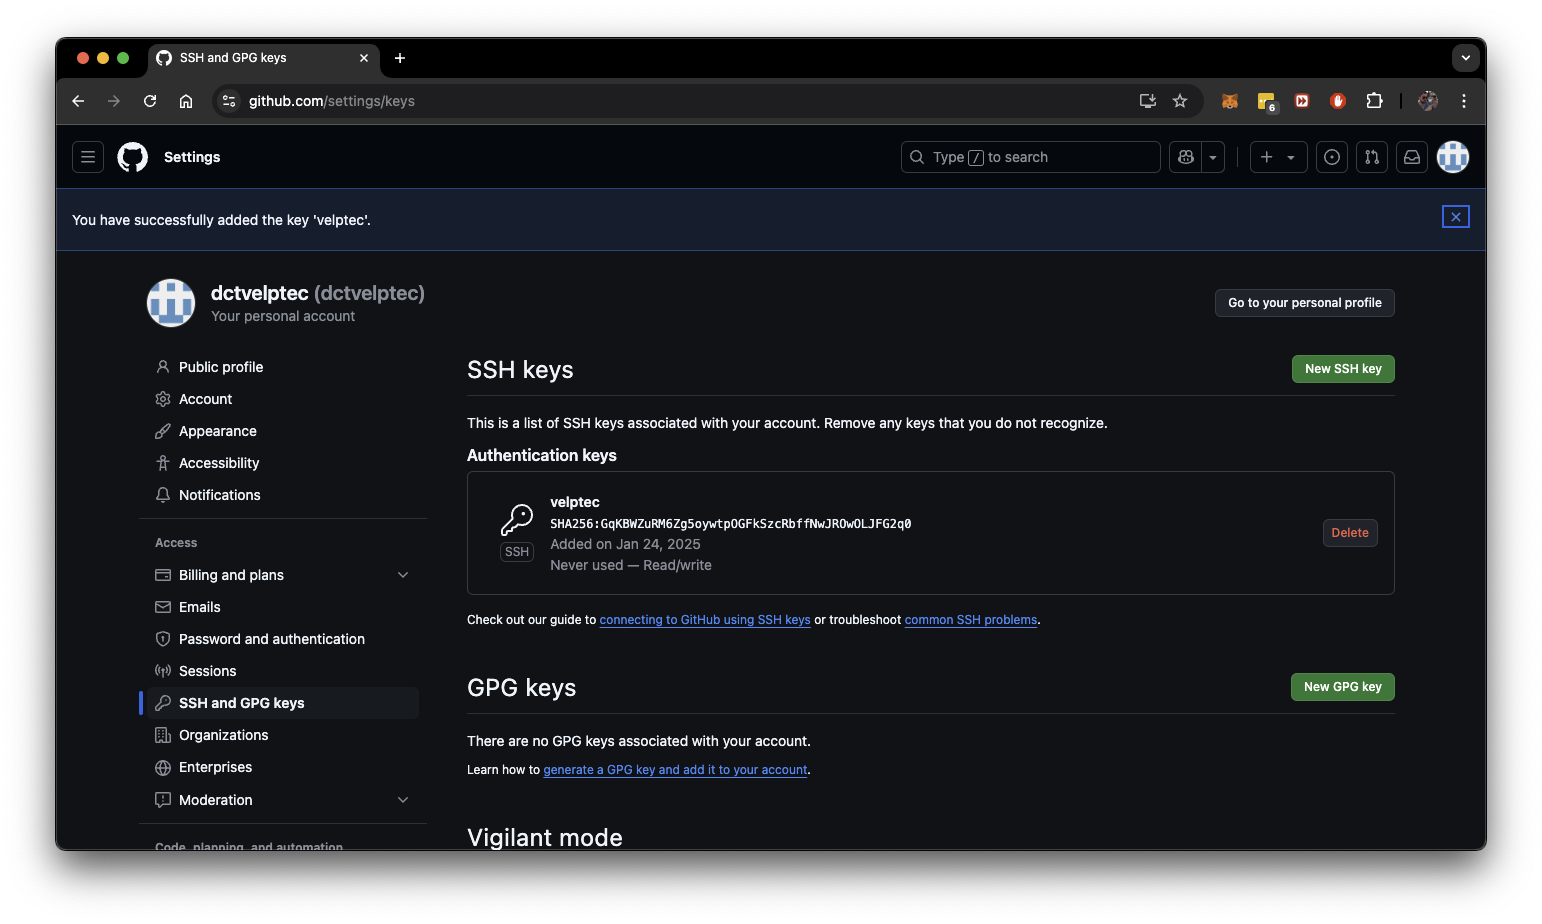 SSH and GPG keys
github.com/settings/keys
6
Settings
Type / to search
You have successfully added the key 'velptec'.
dctvelptec (dctvelptec)
Your personal account
Go to your personal profile
Public profile
Account
Appearance
Accessibility
Notifications
Access
Billing and plans
Emails
Password and authentication
Sessions
SSH and GPG keys
Organizations
Enterprises
Moderation
Code, planning, and automation
SSH keys
New SSH key
This is a list of SSH keys associated with your account. Remove any keys that you do not recognize.
Authentication keys
velptec
SHA256:GqKBWZuRM6Zg5oywtpOGFkSzcRbffNwJROwOLJFG2q0
SSH
Added on Jan 24, 2025
Never used — Read/write
Delete
Check out our guide to connecting to GitHub using SSH keys or troubleshoot common SSH problems.
GPG keys
New GPG key
There are no GPG keys associated with your account.
Learn how to generate a GPG key and add it to your account.
Vigilant mode